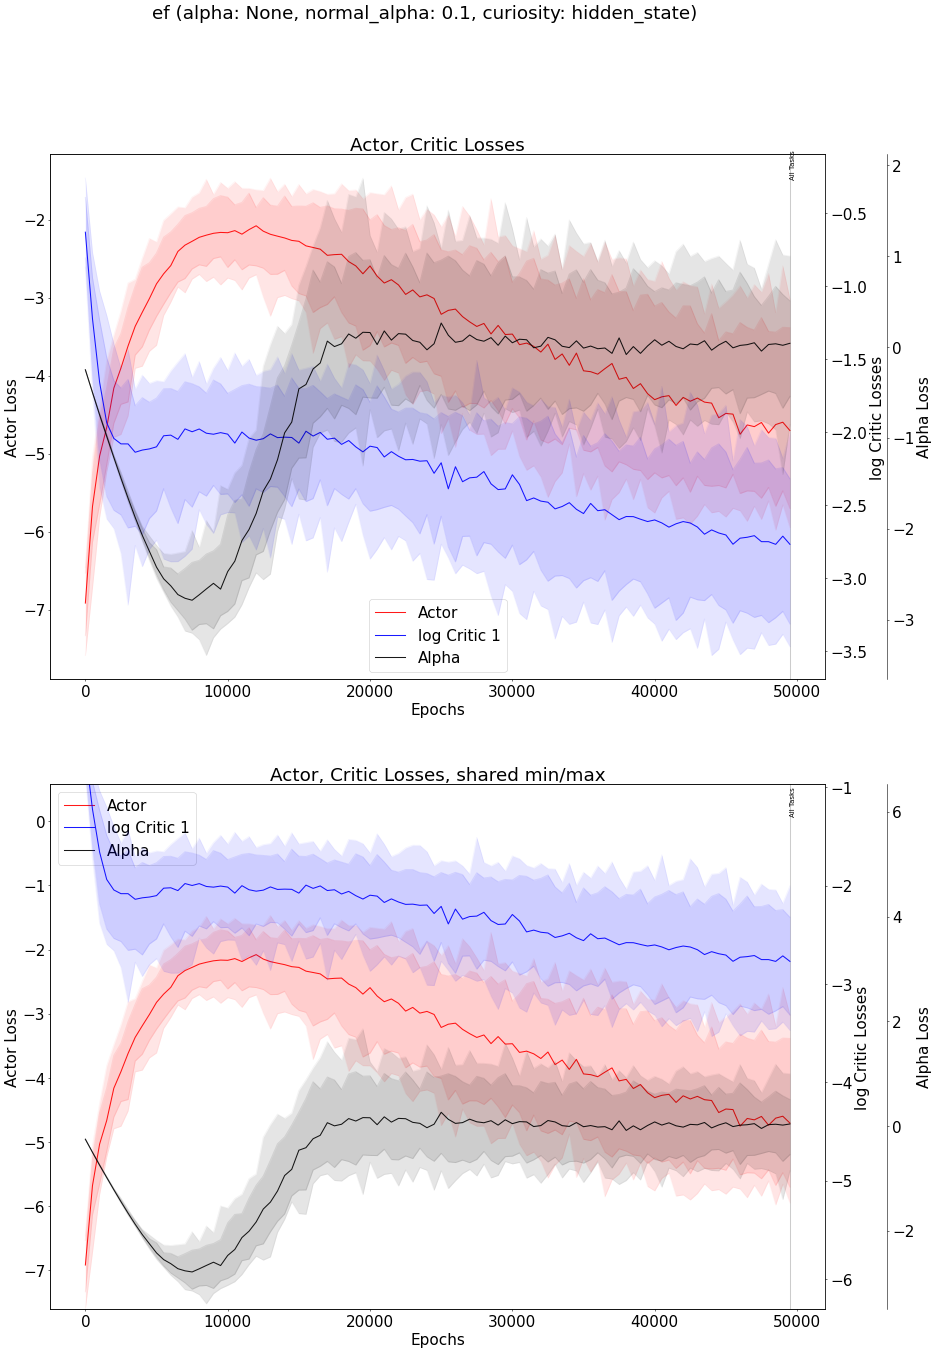 ef (alpha: None, normal_alpha: 0.1, curiosity: hidden_state)
Actor, Critic Losses
All Tasks
−2
−3
−4
−5
−6
−7
Actor Loss
−0.5
−1.0
−1.5
−2.0
−2.5
−3.0
−3.5
log Critic Losses
2
1
0
−1
−2
−3
Alpha Loss
Actor
log Critic 1
Alpha
0
10000
20000
30000
40000
50000
Epochs
Actor, Critic Losses, shared min/max
All Tasks
Actor
log Critic 1
Alpha
0
−1
−2
−3
−4
−5
−6
−7
Actor Loss
−1
−2
−3
−4
−5
−6
log Critic Losses
6
4
2
0
−2
Alpha Loss
0
10000
20000
30000
40000
50000
Epochs